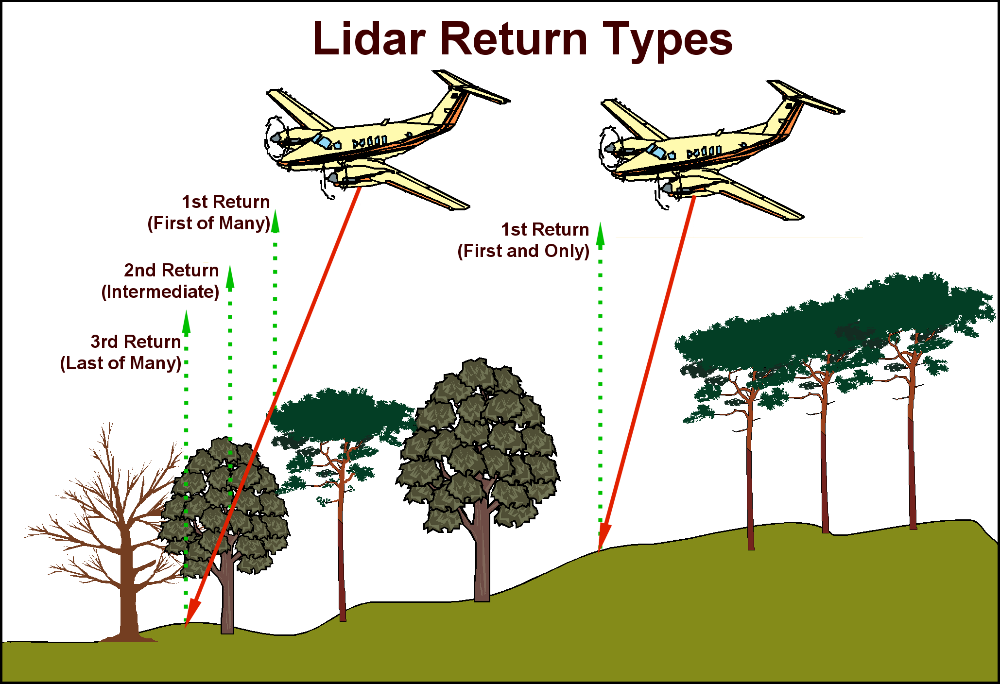 Lidar Return Types
1st Return
(First of Many)
2nd Return
(Intermediate)
3rd Return
(Last of Many)
1st Return
(First and Only)